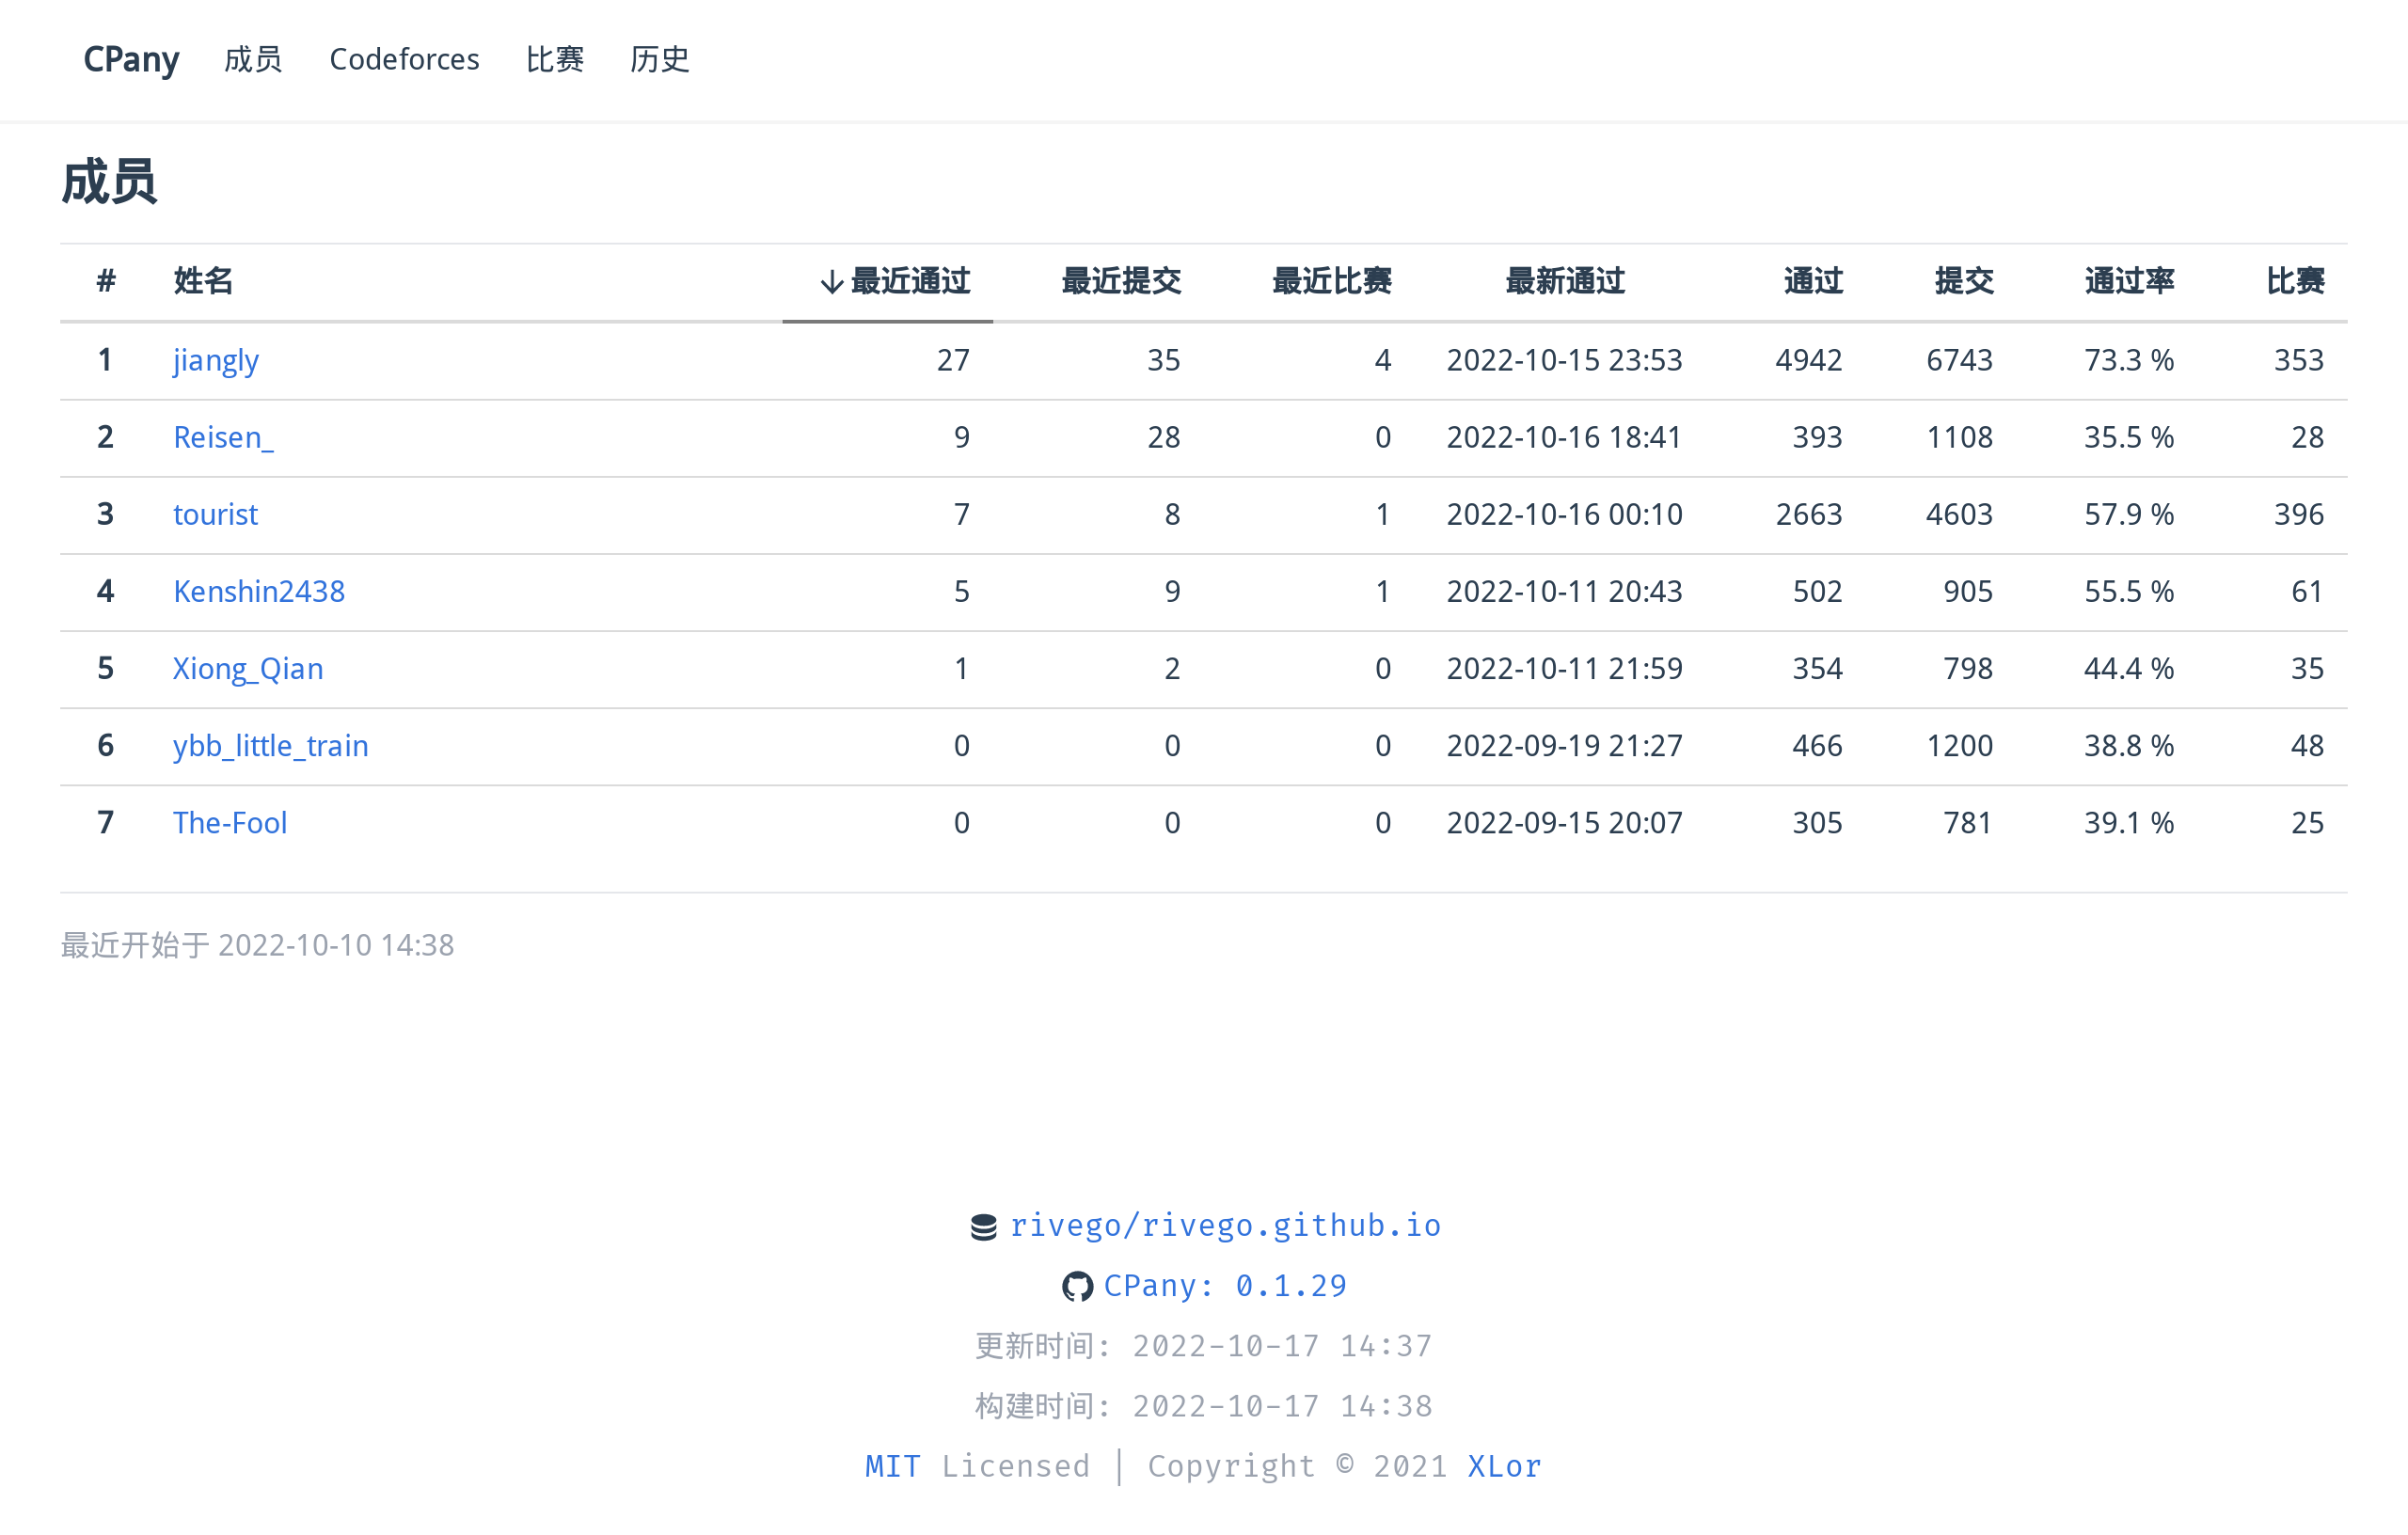 CPany 成员 Codeforces 比赛 历史
成员
# 姓名 ↓最近通过 最近提交 最近比赛 最新通过 通过 提交 通过率 比赛
1 jiangly 27 35 4 2022-10-15 23:53 4942 6743 73.3 % 353
2 Reisen_ 9 28 0 2022-10-16 18:41 393 1108 35.5 % 28
3 tourist 7 8 1 2022-10-16 00:10 2663 4603 57.9 % 396
4 Kenshin2438 5 9 1 2022-10-11 20:43 502 905 55.5 % 61
5 Xiong_Qian 1 2 0 2022-10-11 21:59 354 798 44.4 % 35
6 ybb_little_train 0 0 0 2022-09-19 21:27 466 1200 38.8 % 48
7 The-Fool 0 0 0 2022-09-15 20:07 305 781 39.1 % 25
最近开始于 2022-10-10 14:38
rivego/rivego.github.io
CPany: 0.1.29
更新时间: 2022-10-17 14:37
构建时间: 2022-10-17 14:38
MIT Licensed | Copyright © 2021 XLor